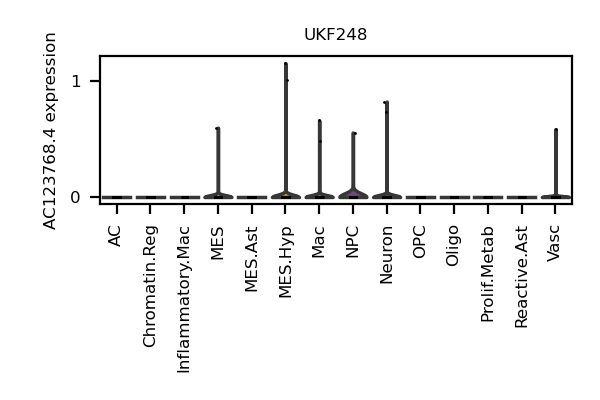 UKF248
AC123768.4 expression
1
0
AC
Chromatin.Reg
Inflammatory.Mac
MES
MES.Ast
MES.Hyp
Mac
NPC
Neuron
OPC
Oligo
Prolif.Metab
Reactive.Ast
Vasc